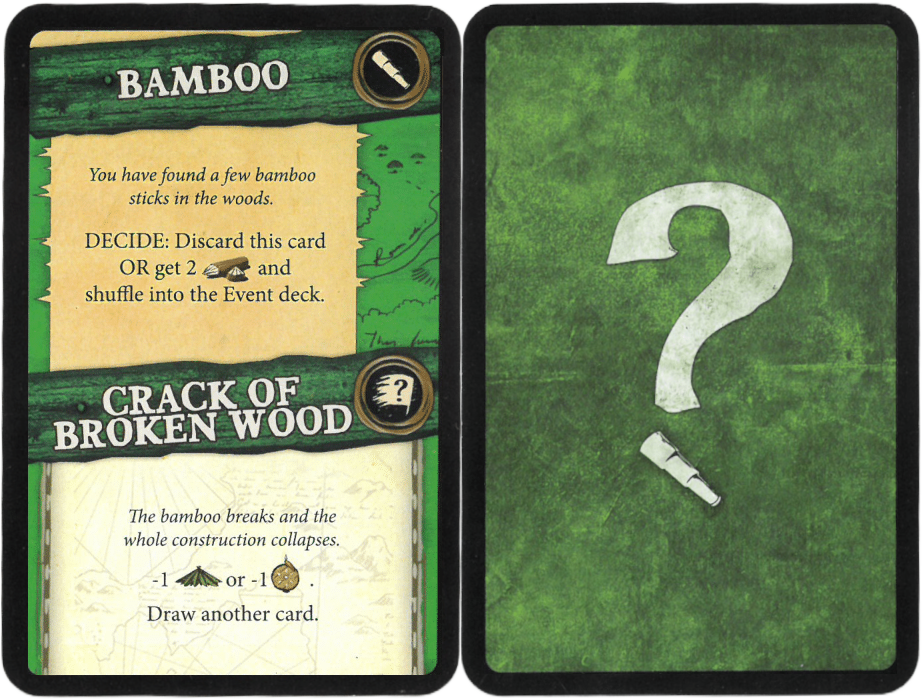 BAMBOO
You have found a few bamboo
sticks in the woods.
DECIDE: Discard this card
OR get 2 and
shuffle into the Event deck.
CRACK OF
BROKEN WOOD
?
The bamboo breaks and the
whole construction collapses.
-1 or -1 .
Draw another card.
?